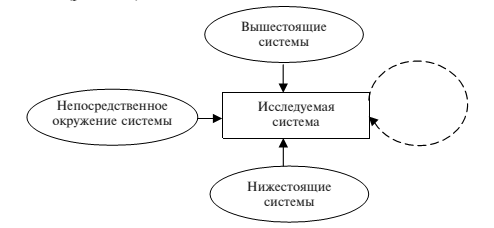 Вышестоящие
системы
Непосредственное
окружение системы
Исследуемая
система
Нижестоящие
системы